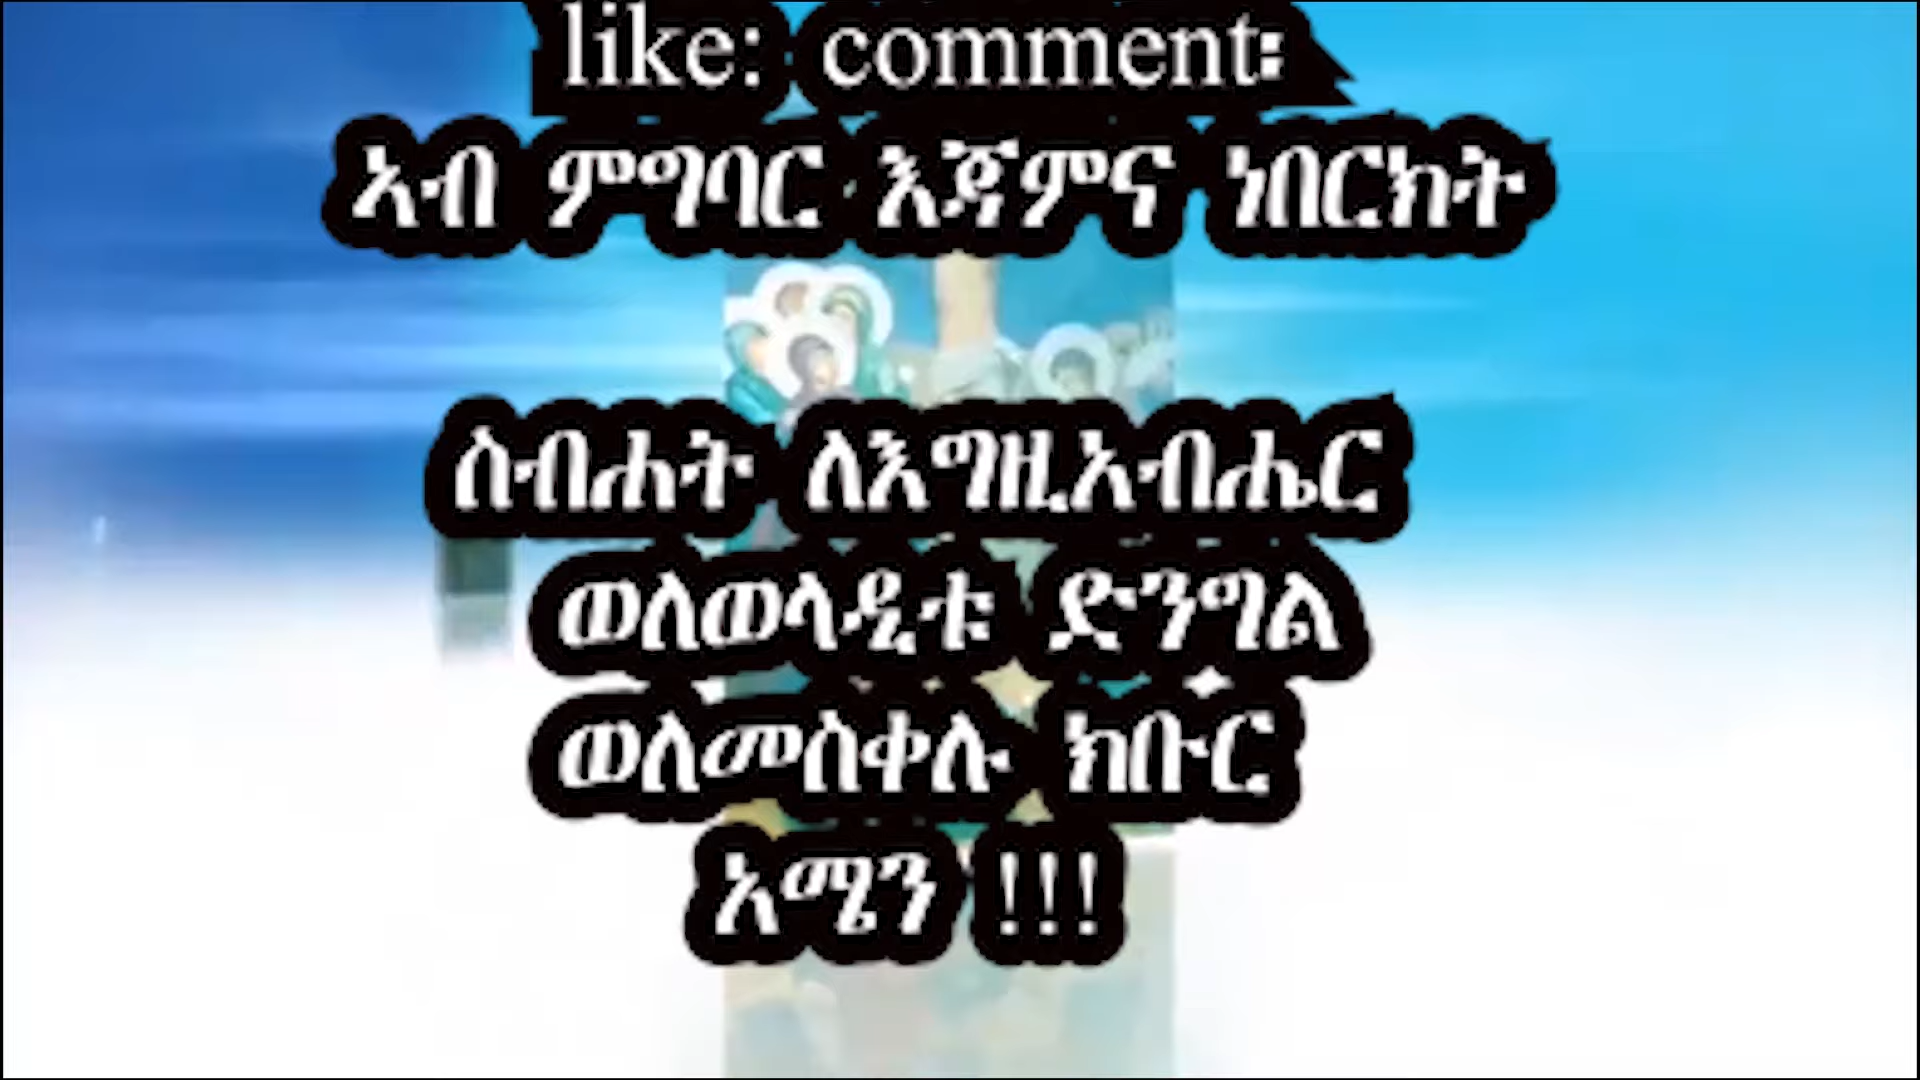 like: comment፡
ኣብ ምግባር እጃምና ነበርክት
ስብሐት ለእግዚአብሔር
ወለወላዲቱ ድንግል
ወለመስቀሉ ክቡር
አሜን !!!